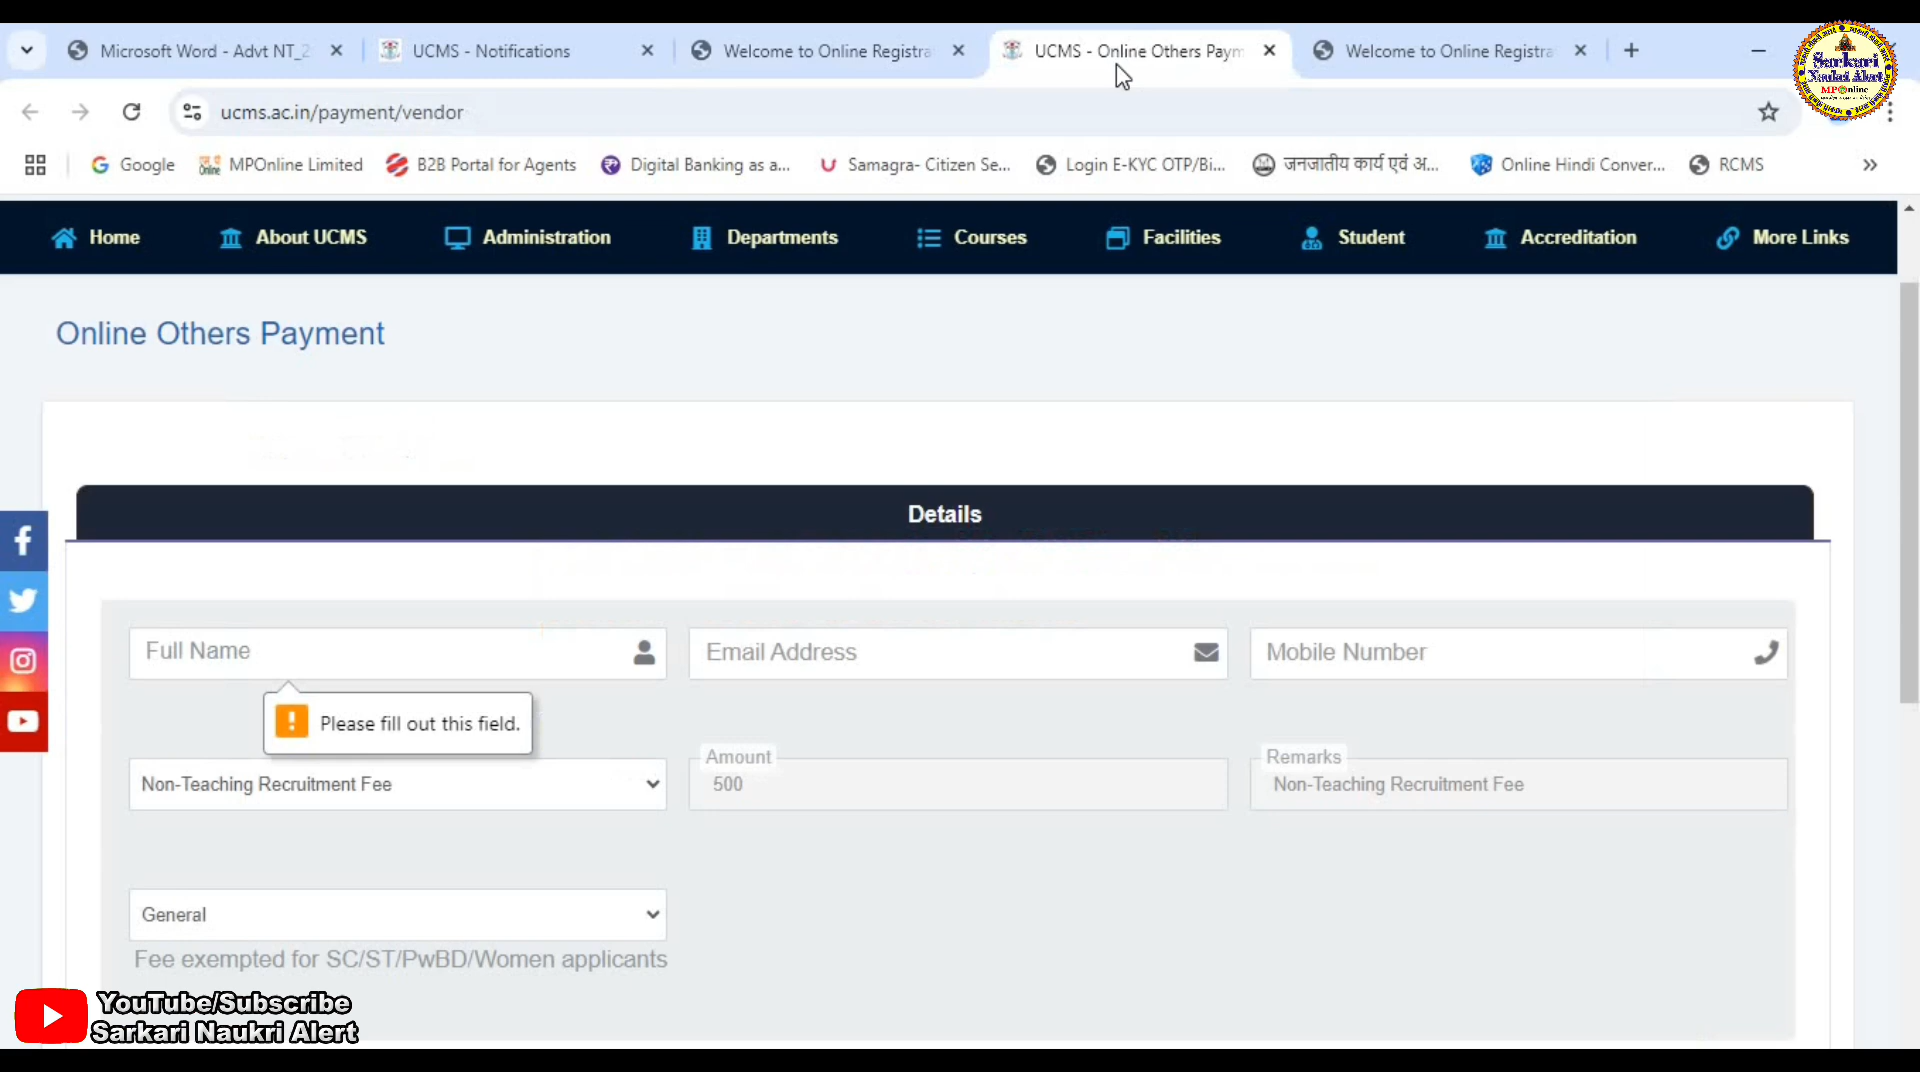 Microsoft Word - Advt NT_2
UCMS - Notifications
Welcome to Online Registra
UCMS - Online Others Paym
Welcome to Online Registra
Sarkari
Naukri Alert
MPOnline
ucms.ac.in/payment/vendor
Google
MPOnline Limited
B2B Portal for Agents
Digital Banking as a...
Samagra- Citizen Se...
Login E-KYC OTP/Bi...
जनजातीय कार्य एवं अ...
Online Hindi Conver...
RCMS
Home
About UCMS
Administration
Departments
Courses
Facilities
Student
Accreditation
More Links
Online Others Payment
Details
Full Name
Email Address
Mobile Number
Please fill out this field.
Amount
Remarks
Non-Teaching Recruitment Fee
500
Non-Teaching Recruitment Fee
General
Fee exempted for SC/ST/PwBD/Women applicants
YouTube/Subscribe
Sarkari Naukri Alert